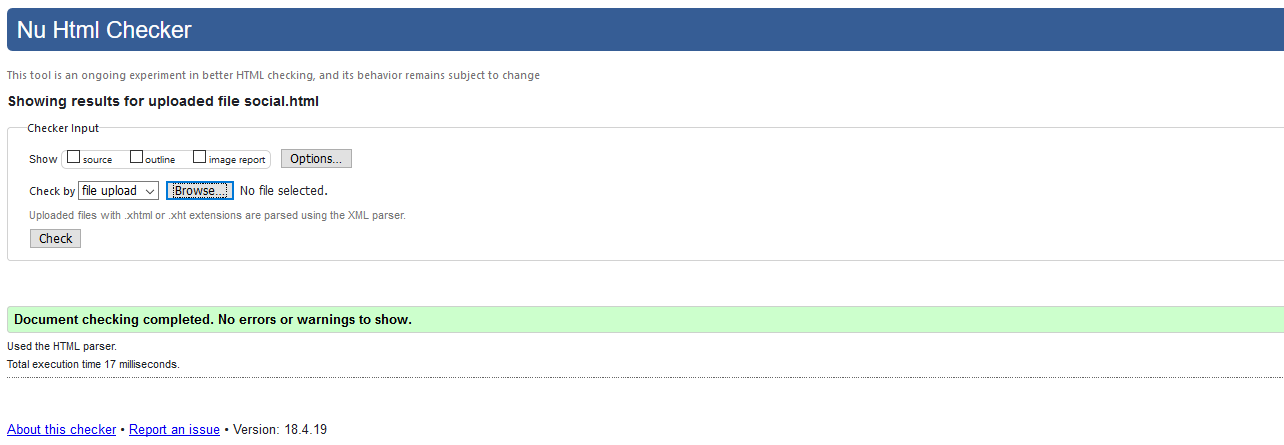 Nu Html Checker
This tool is an ongoing experiment in better HTML checking, and its behavior remains subject to change
Showing results for uploaded file social.html
Checker Input
Show source outline image report Options...
Check by file upload Browse... No file selected.
Uploaded files with .xhtml or .xht extensions are parsed using the XML parser.
Check
Document checking completed. No errors or warnings to show.
Used the HTML parser.
Total execution time 17 milliseconds.
About this checker • Report an issue • Version: 18.4.19